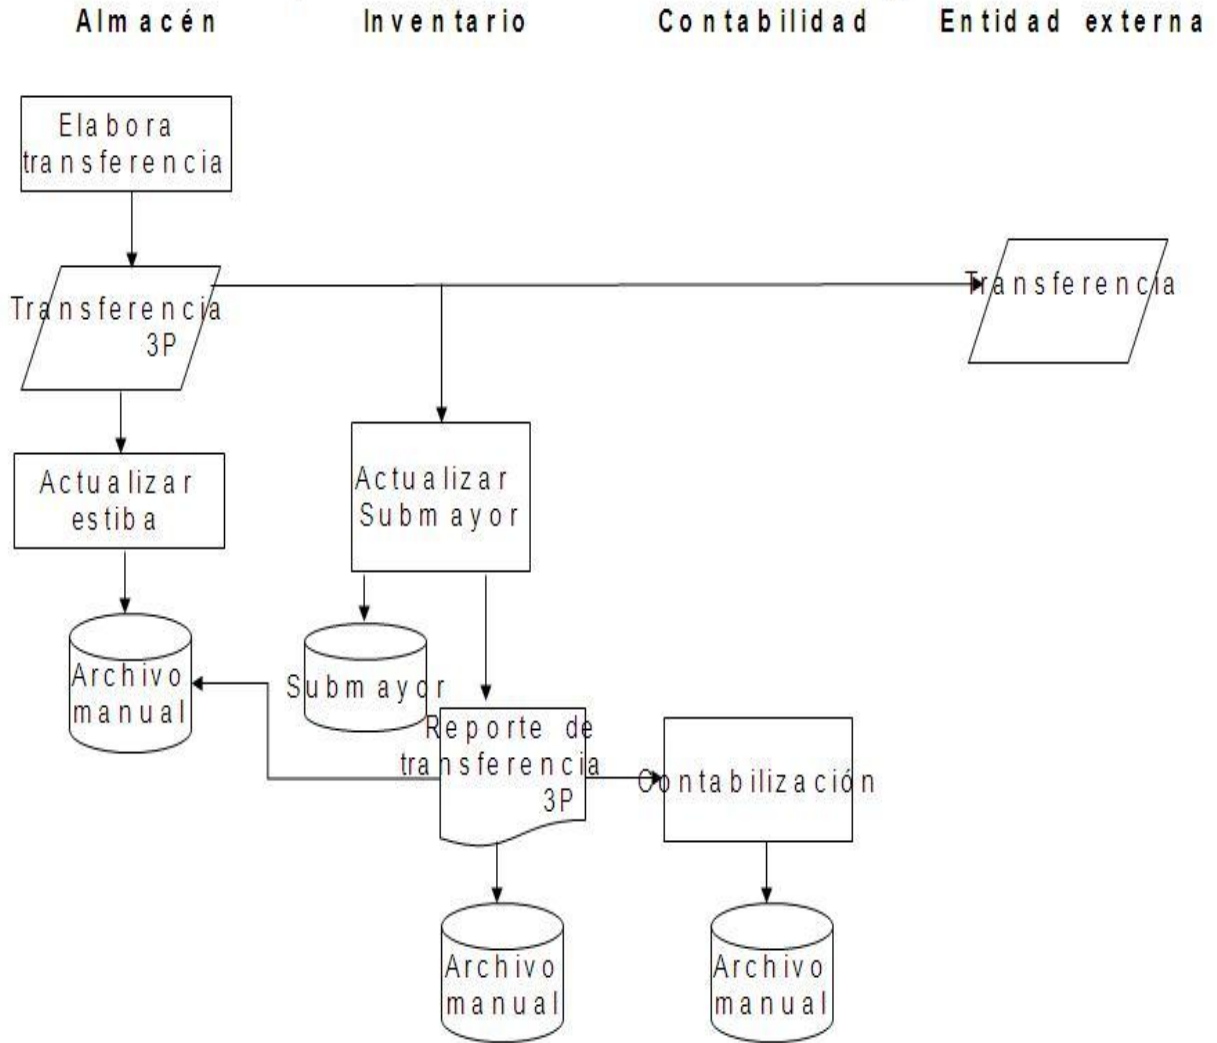 Almacén
Inventario
Contabilidad
Entidad externa
Elabora
transferencia
Transferencia
3P
Transferencia
Actualizar
estiba
Actualizar
Submayor
Archivo
manual
Submayor
Reporte de
transferencia
3P
Contabilización
Archivo
manual
Archivo
manual